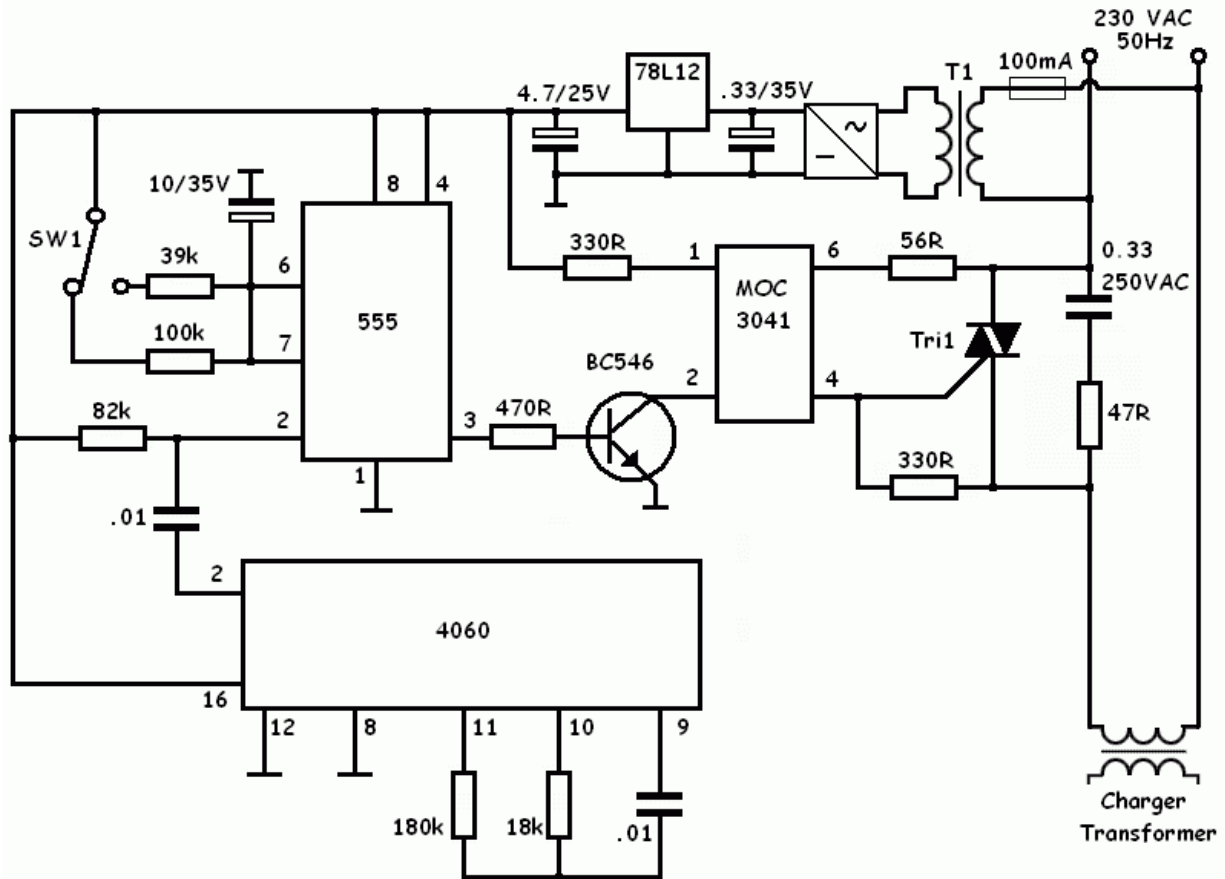 230 VAC
50Hz
100mA
T1
78L12
4.7/25V
.33/35V
~
–
10/35V
8
4
SW1
39k
6
330R
1
6
56R
0.33
250VAC
MOC
3041
555
100k
7
Tri1
BC546
2
4
82k
2
3
470R
47R
1
330R
.01
2
4060
16
12
8
11
10
9
180k
18k
.01
Charger
Transformer